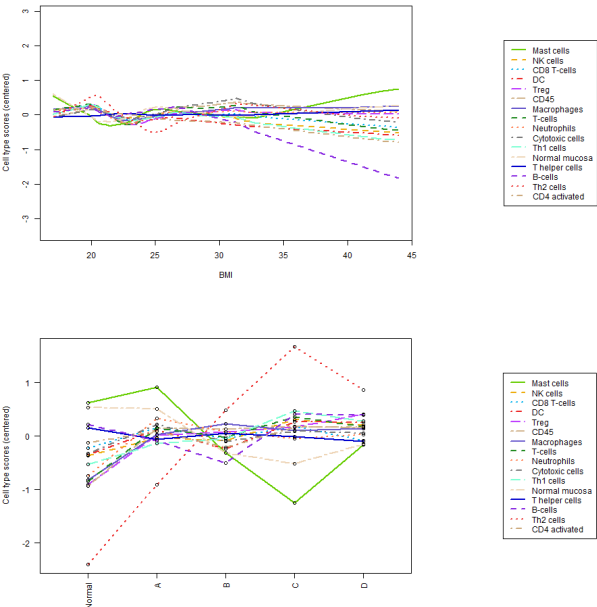 Cell type scores (centered)
3
2
1
0
-1
-2
-3
20
25
30
35
40
45
BMI
Mast cells
NK cells
CD8 T-cells
DC
Treg
CD45
Macrophages
T-cells
Neutrophils
Cytotoxic cells
Th1 cells
Normal mucosa
T helper cells
B-cells
Th2 cells
CD4 activated
Cell type scores (centered)
1
0
-1
-2
Normal
A
B
C
D
Mast cells
NK cells
CD8 T-cells
DC
Treg
CD45
Macrophages
T-cells
Neutrophils
Cytotoxic cells
Th1 cells
Normal mucosa
T helper cells
B-cells
Th2 cells
CD4 activated